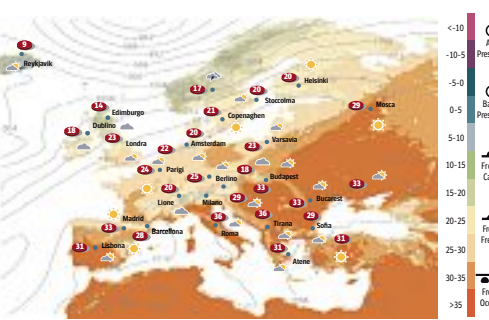 9
Reykjavik
17
20
Stoccolma
20
Helsinki
29
Mosca
14
Edimburgo
21
Copenaghen
18
Dublino
23
Londra
20
Amsterdam
23
Varsavia
22
24
Parigi
25
Berlino
18
Budapest
33
20
Lione
Milano
29
33
Bucarest
33
Madrid
33
28
Barcellona
36
Roma
36
Tirana
29
Sofia
31
Lisbona
31
Atene
31
<-10
-10-5
-5-0
0-5
5-10
10-15
15-20
20-25
25-30
30-35
>35